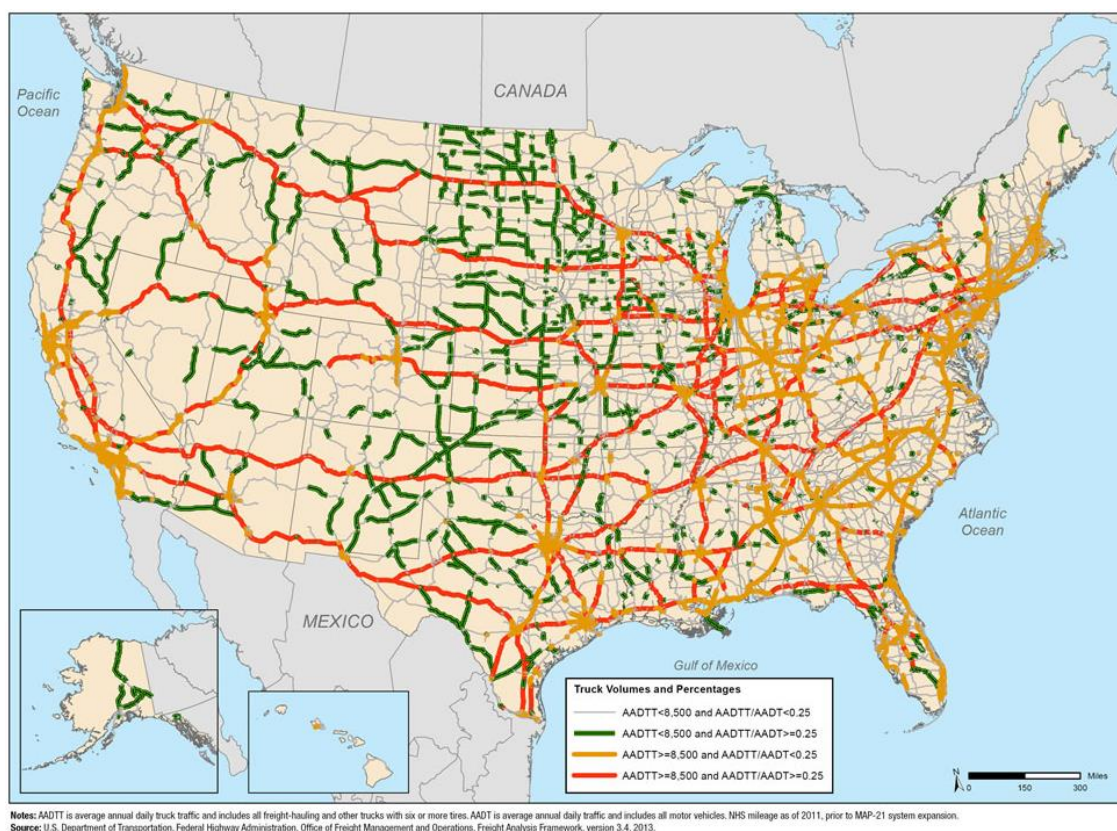 CANADA
Pacific
Ocean
Atlantic
Ocean
MEXICO
Gulf of Mexico
Truck Volumes and Percentages
AADTT<8,500 and AADTT/AADT<0.25
AADTT<8,500 and AADTT/AADT>=0.25
AADTT>=8,500 and AADTT/AADT<0.25
AADTT>=8,500 and AADTT/AADT>=0.25
N
Miles
0 150 300
Notes: AADTT is average annual daily truck traffic and includes all freight-hauling and other trucks with six or more tires. AADT is average annual daily traffic and includes all motor vehicles. NHS mileage as of 2011, prior to MAP-21 system expansion.
Source: U.S. Department of Transportation, Federal Highway Administration, Office of Freight Management and Operations, Freight Analysis Framework, version 3.4, 2013.